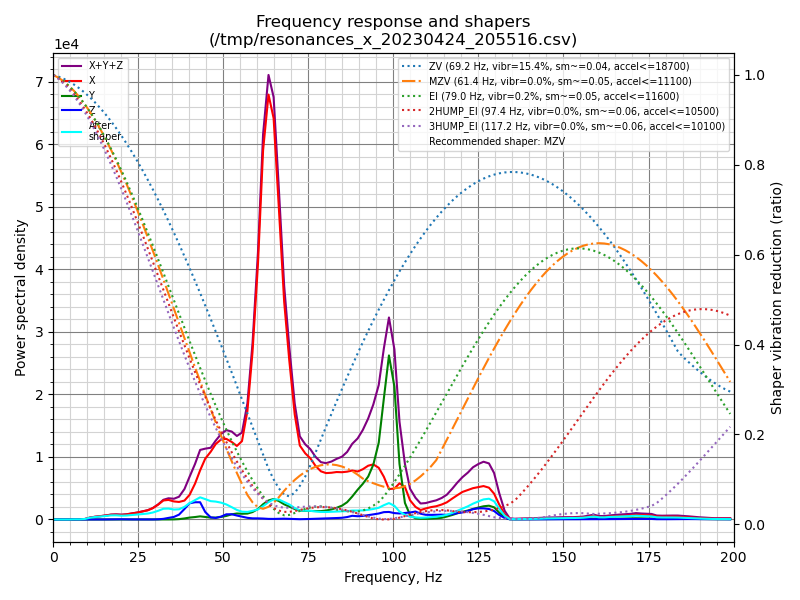 Frequency response and shapers
(/tmp/resonances_x_20230424_205516.csv)
1e4
X+Y+Z
X
Y
Z
After
shaper
ZV (69.2 Hz, vibr=15.4%, sm~=0.04, accel<=18700)
MZV (61.4 Hz, vibr=0.0%, sm~=0.05, accel<=11100)
EI (79.0 Hz, vibr=0.2%, sm~=0.05, accel<=11600)
2HUMP_EI (97.4 Hz, vibr=0.0%, sm~=0.06, accel<=10500)
3HUMP_EI (117.2 Hz, vibr=0.0%, sm~=0.06, accel<=10100)
Recommended shaper: MZV
Power spectral density
7
6
5
4
3
2
1
0
1.0
0.8
0.6
0.4
0.2
0.0
Shaper vibration reduction (ratio)
0 25 50 75 100 125 150 175 200
Frequency, Hz